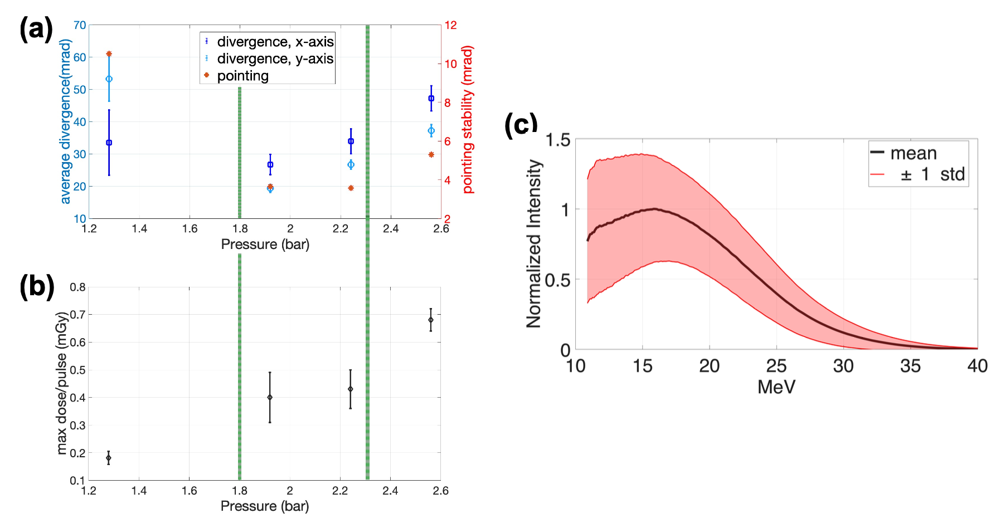 (a)
70
60
50
40
30
20
10
average divergence(mrad)
12
10
8
6
4
2
pointing stability (mrad)
divergence, x-axis
divergence, y-axis
pointing
1.2 1.4 1.6 1.8 2 2.2 2.4 2.6
Pressure (bar)
(b)
0.8
0.7
0.6
0.5
0.4
0.3
0.2
0.1
max dose/pulse (mGy)
1.2 1.4 1.6 1.8 2 2.2 2.4 2.6
Pressure (bar)
(c)
1.5
1
0.5
0
Normalized Intensity
mean
± 1 std
10 15 20 25 30 35 40
MeV